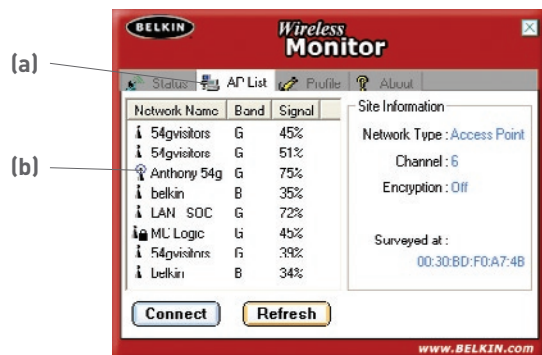 BELKIN
Wireless
Monitor
(a)
Status AP List Profile About
Network Name Band Signal
54gvisitors G 45%
54gvisitors G 51%
(b)
Anthony 54g G 75%
belkin B 35%
LAN SOC G 72%
MC Logic G 45%
54gvisitors G 39%
belkin B 34%
Site Information
Network Type : Access Point
Channel : 6
Encryption : Off
Surveyed at :
00:30:BD:F0:A7:4B
Connect Refresh
www.BELKIN.com